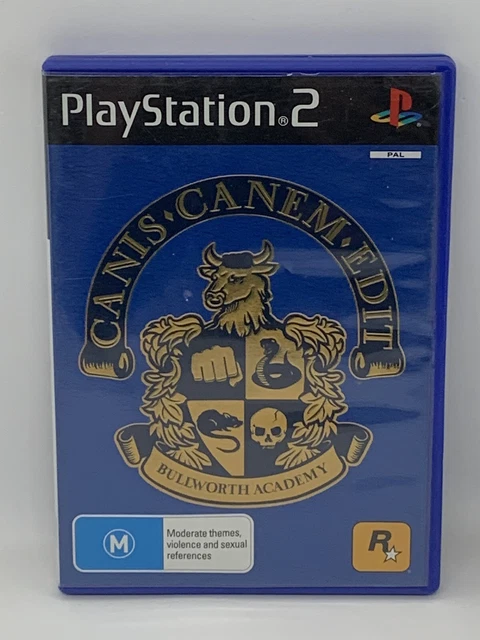 PlayStation®2
PAL
CANIS·CANEM·EDIT
BULLWORTH ACADEMY
M
Moderate themes,
violence and sexual
references
R